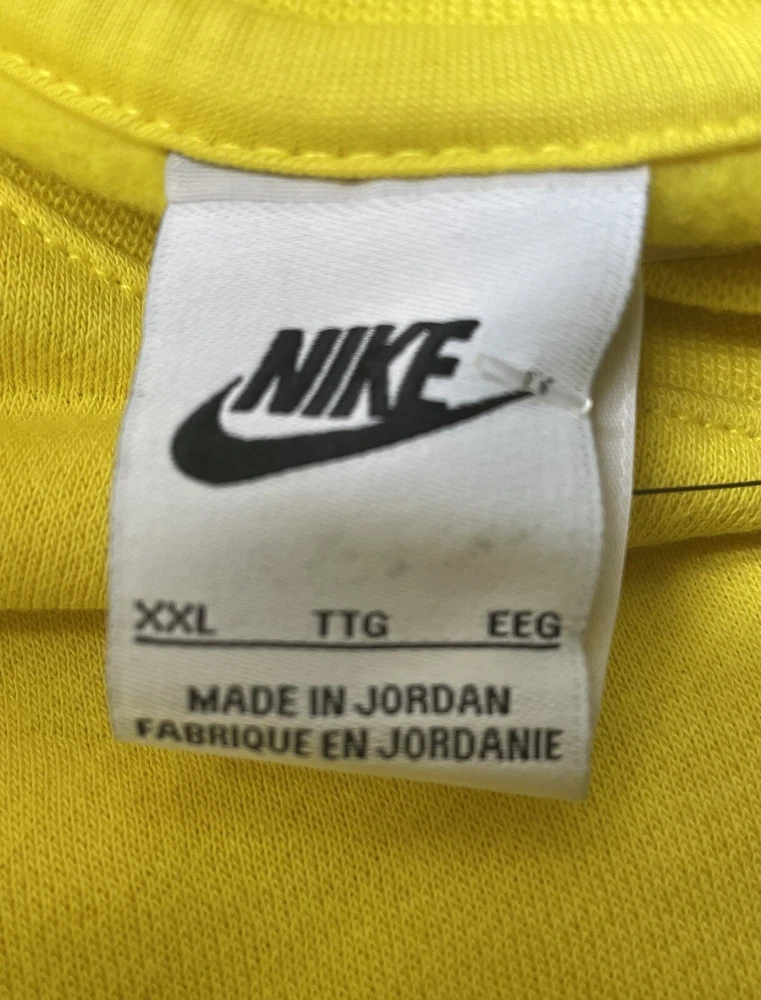 NIKE
XXL TTG EEG
MADE IN JORDAN
FABRIQUE EN JORDANIE